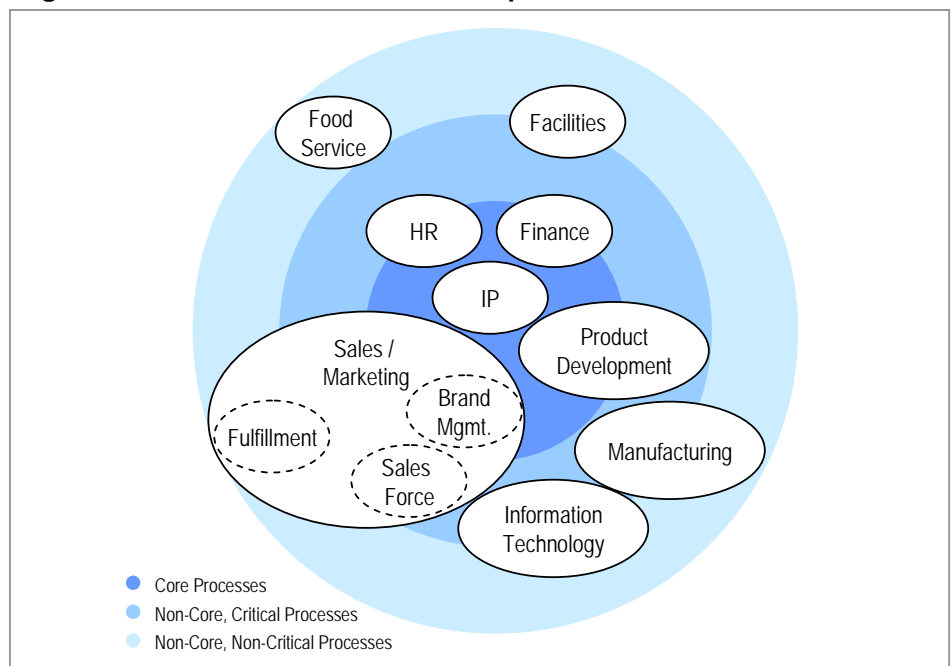 Food
Service
Facilities
HR
Finance
IP
Product
Development
Sales /
Marketing
Brand
Mgmt.
Fulfillment
Sales
Force
Manufacturing
Information
Technology
Core Processes
Non-Core, Critical Processes
Non-Core, Non-Critical Processes